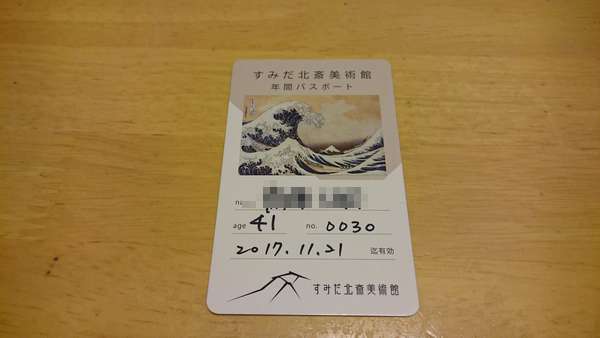 すみだ北斎美術館
年間パスポート
age 41 no. 0030
2017.11.21 迄有効
すみだ北斎美術館